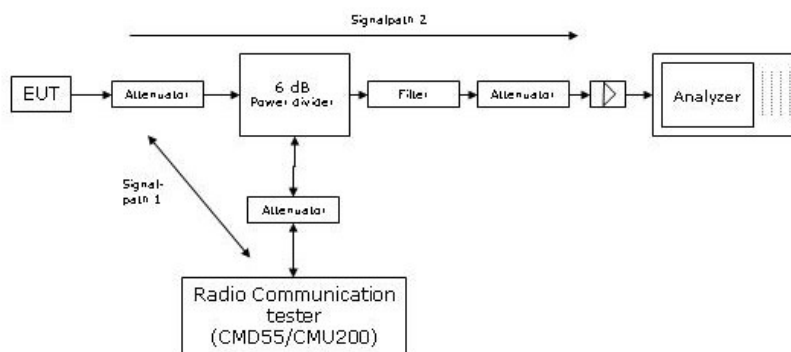 Signalpath 2
EUT
Attenuator
6 dB
Power divider
Filter
Attenuator
Analyzer
Signal-
path 1
Attenuator
Radio Communication
tester
(CMD55/CMU200)